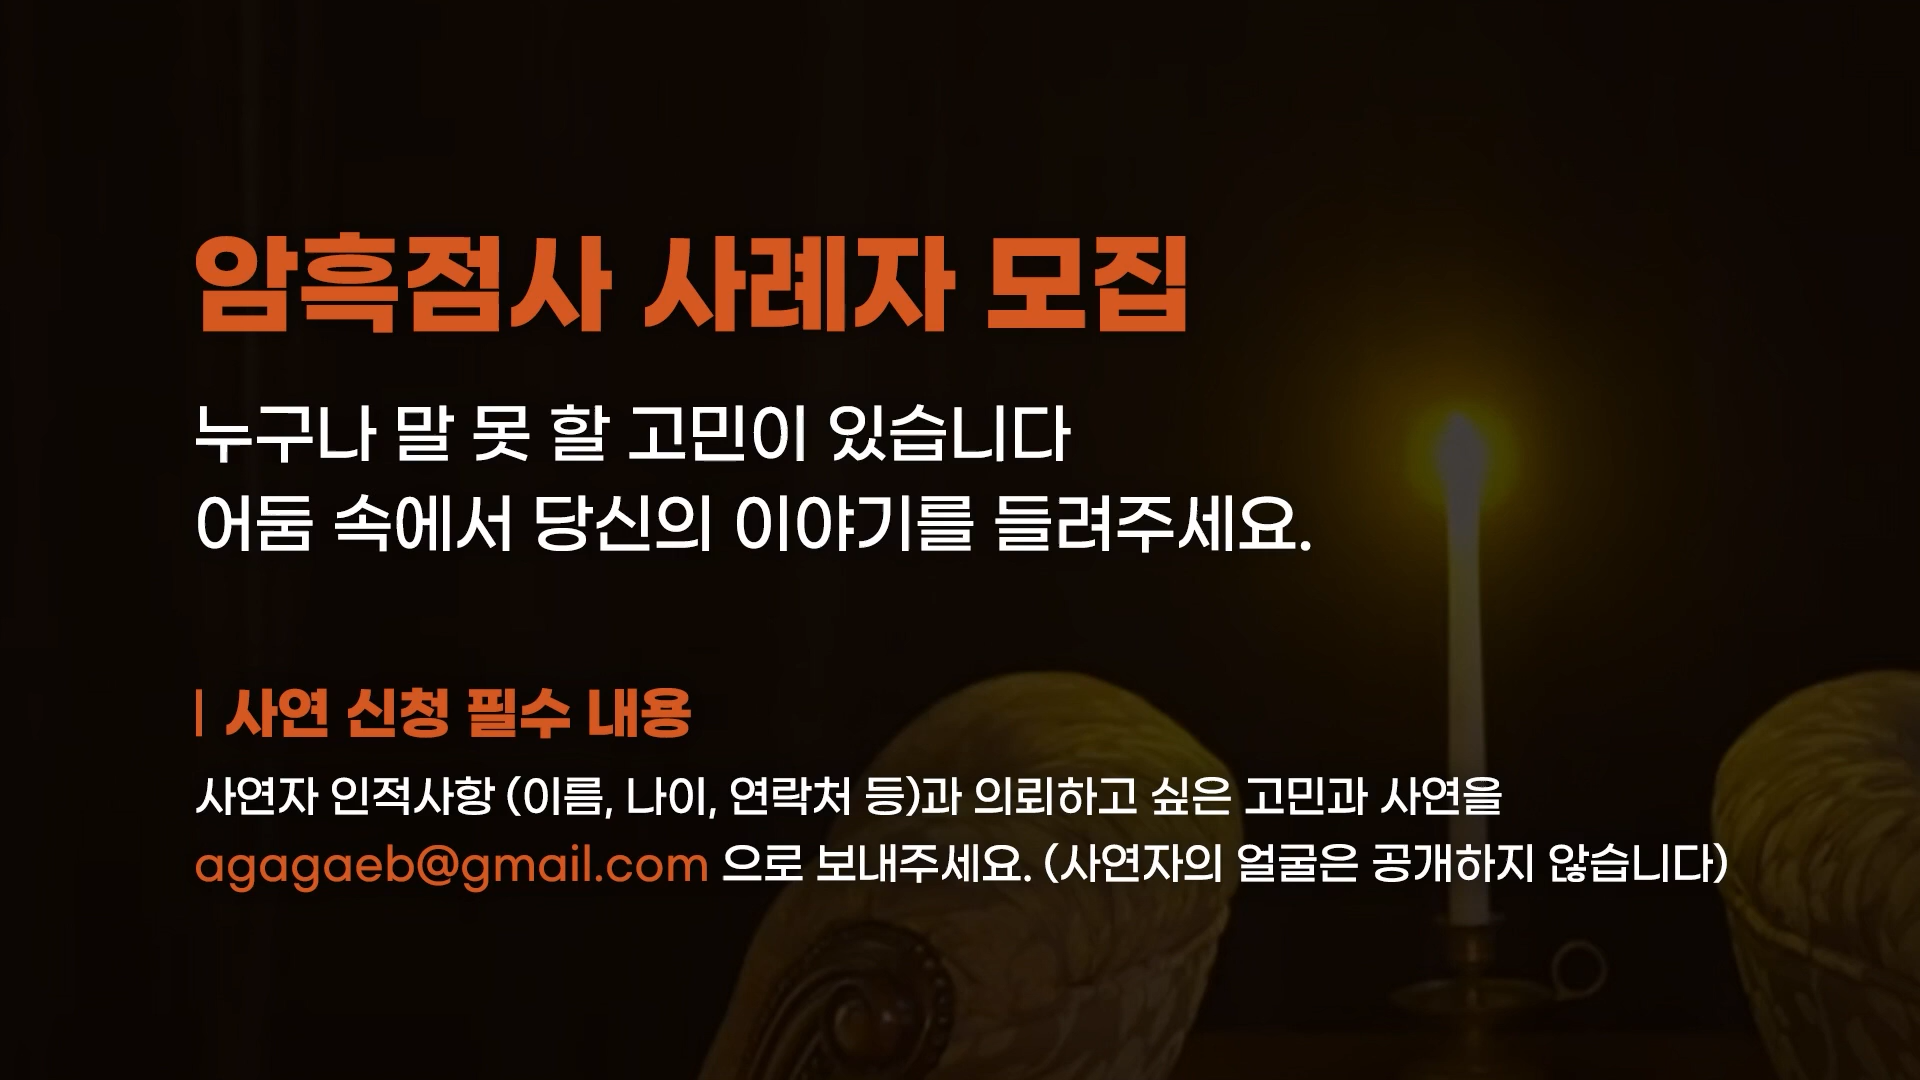 암흑점사 사례자 모집
누구나 말 못 할 고민이 있습니다
어둠 속에서 당신의 이야기를 들려주세요.
| 사연 신청 필수 내용
사연자 인적사항 (이름, 나이, 연락처 등)과 의뢰하고 싶은 고민과 사연을
agagaeb@gmail.com 으로 보내주세요. (사연자의 얼굴은 공개하지 않습니다)